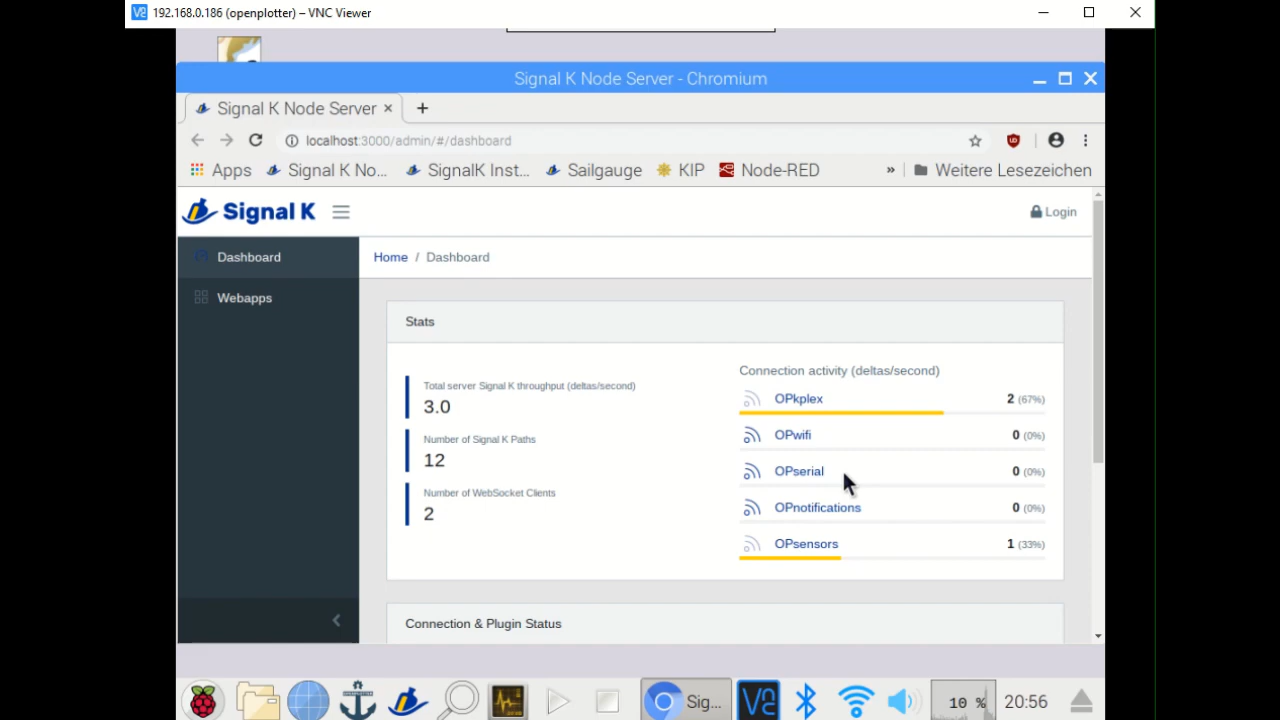 192.168.0.186 (openplotter) – VNC Viewer
Signal K Node Server - Chromium
Signal K Node Server
localhost:3000/admin/#/dashboard
Apps Signal K No... SignalK Inst... Sailgauge KIP Node-RED » Weitere Lesezeichen
Signal K
Login
Dashboard
Webapps
Home / Dashboard
Stats
Total server Signal K throughput (deltas/second)
3.0
Number of Signal K Paths
12
Number of WebSocket Clients
2
Connection activity (deltas/second)
OPkplex 2 (67%)
OPwifi 0 (0%)
OPserial 0 (0%)
OPnotifications 0 (0%)
OPsensors 1 (33%)
Connection & Plugin Status
Sig... 10 % 20:56